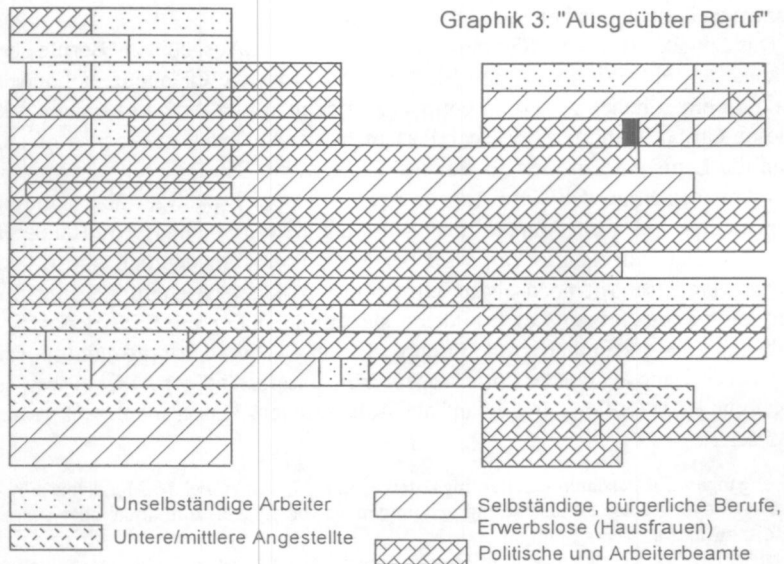 Graphik 3: "Ausgeübter Beruf"
Unselbständige Arbeiter
Untere/mittlere Angestellte
Selbständige, bürgerliche Berufe,
Erwerbslose (Hausfrauen)
Politische und Arbeiterbeamte